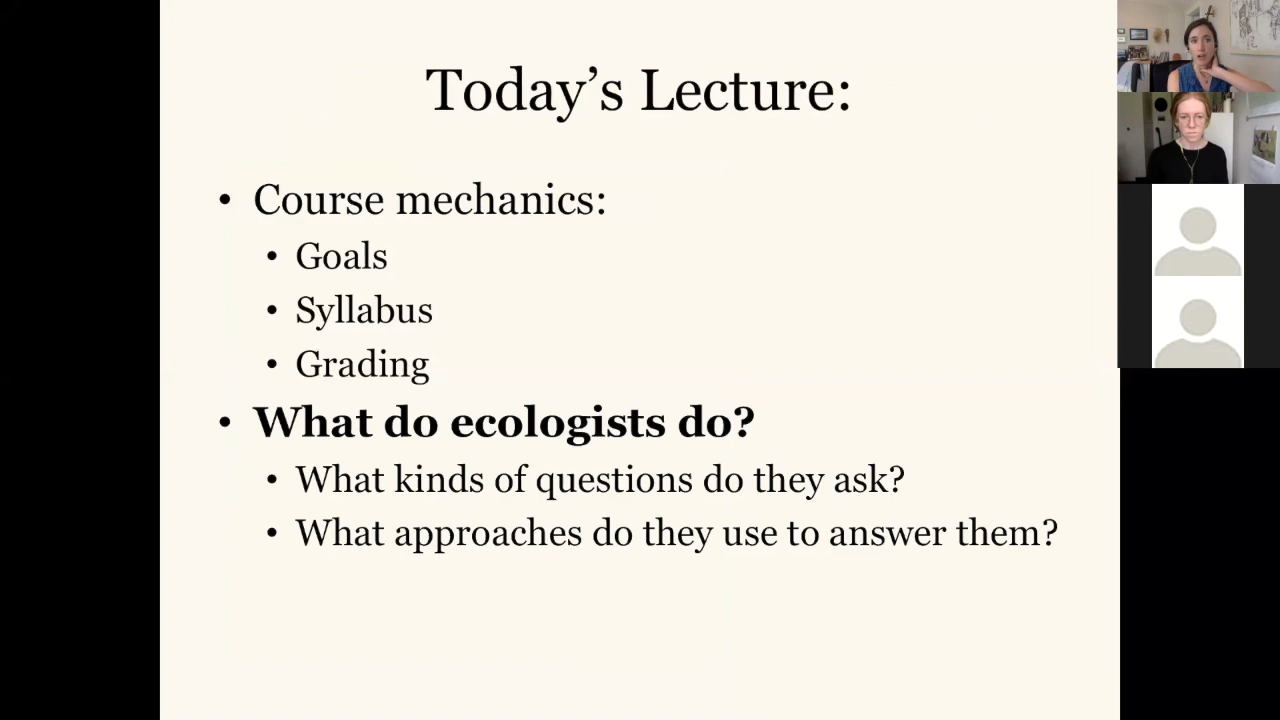 Today’s Lecture:
• Course mechanics:
• Goals
• Syllabus
• Grading
• What do ecologists do?
• What kinds of questions do they ask?
• What approaches do they use to answer them?